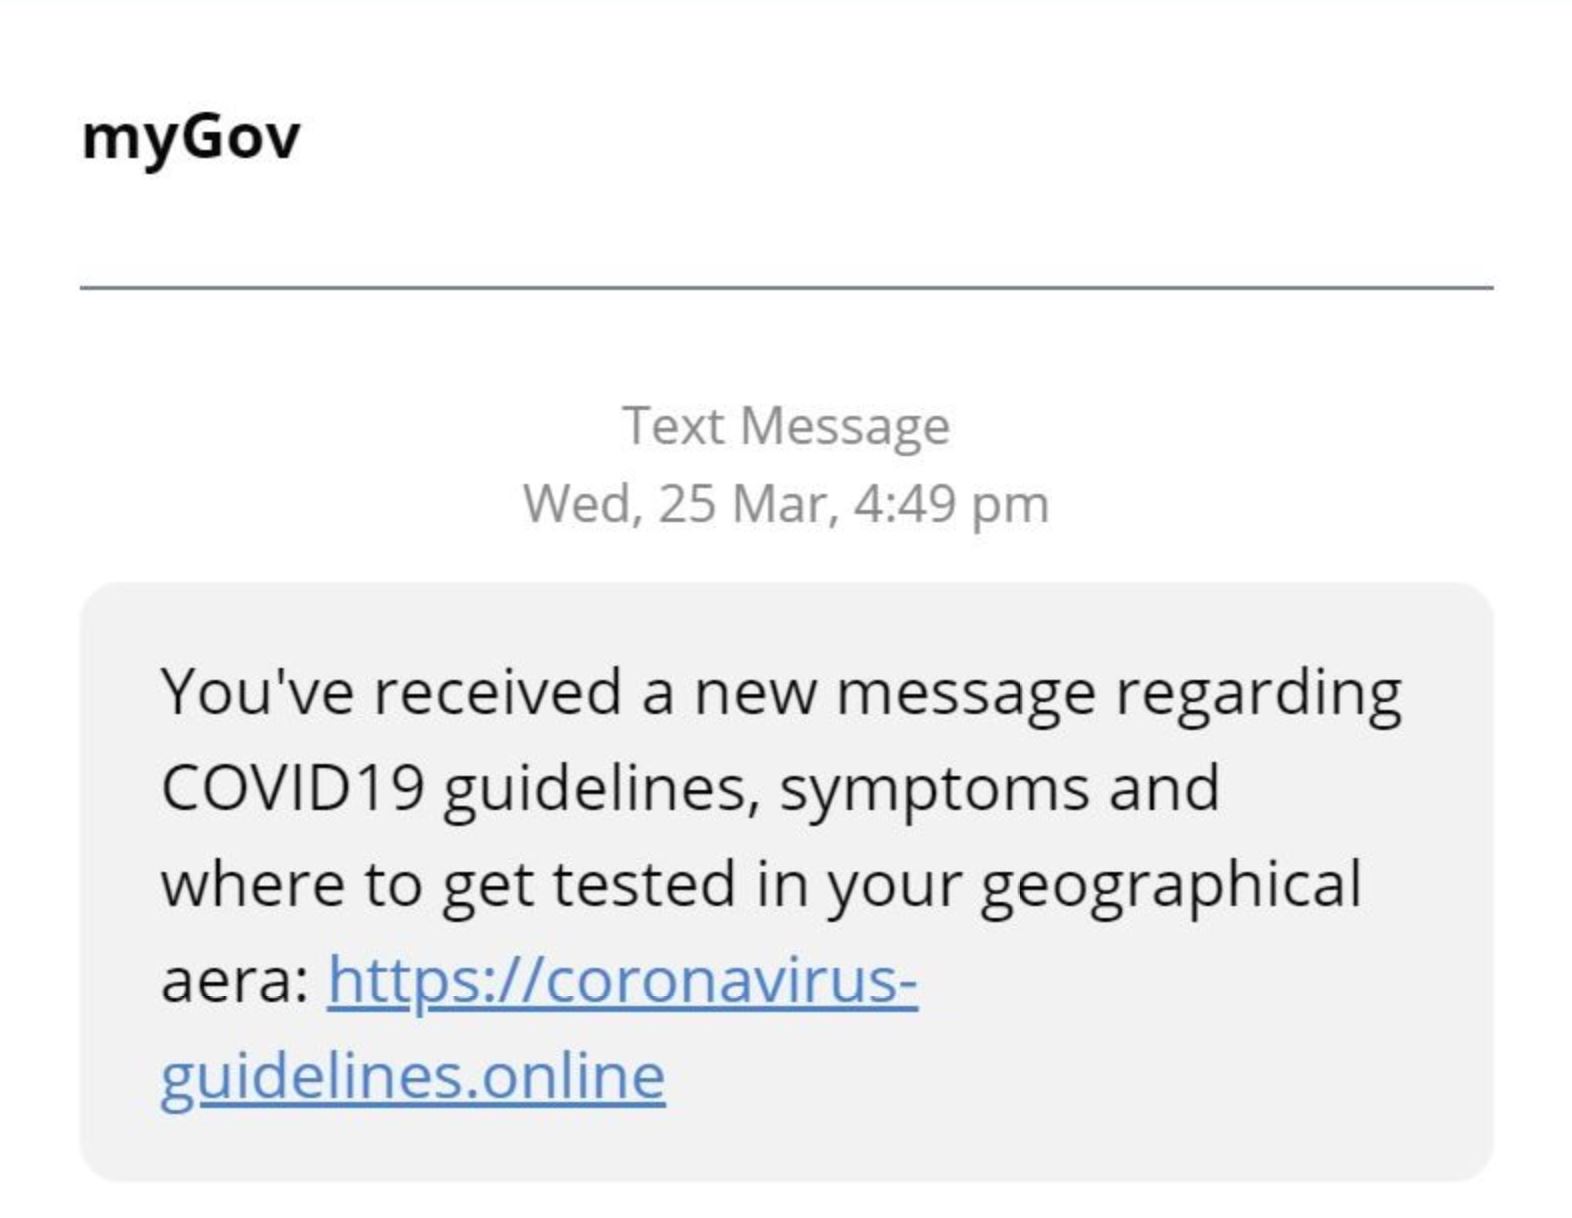 myGov
Text Message
Wed, 25 Mar, 4:49 pm
You've received a new message regarding
COVID19 guidelines, symptoms and
where to get tested in your geographical
aera: https://coronavirus-
guidelines.online